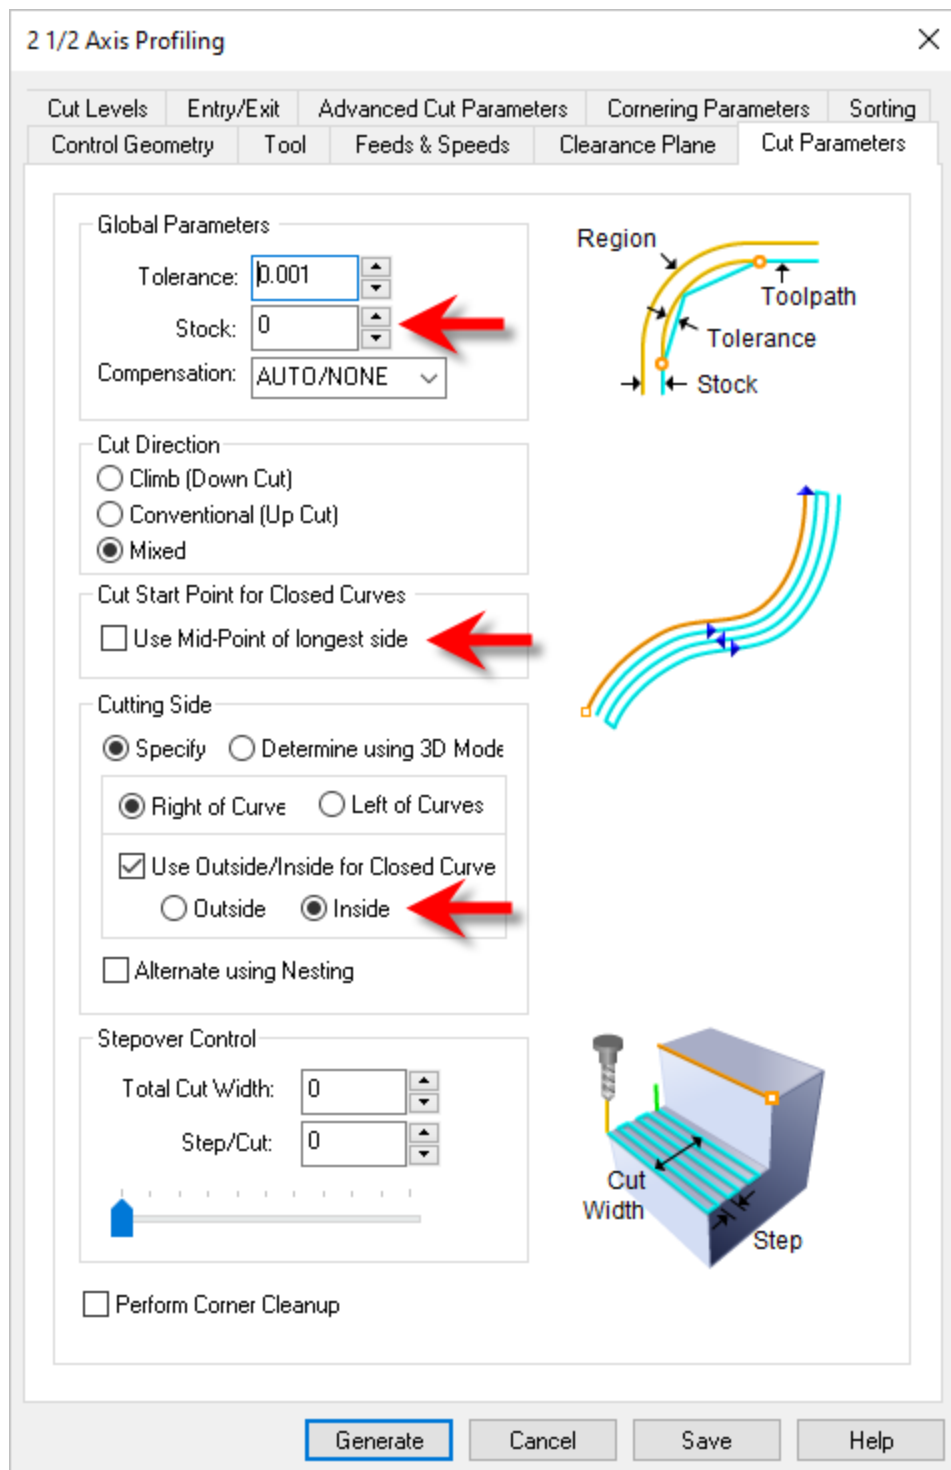 2 1/2 Axis Profiling
Cut Levels Entry/Exit Advanced Cut Parameters Cornering Parameters Sorting
Control Geometry Tool Feeds & Speeds Clearance Plane Cut Parameters
Global Parameters
Tolerance: 0.001
Stock: 0
Compensation: AUTO/NONE
Region
Toolpath
Tolerance
Stock
Cut Direction
Climb (Down Cut)
Conventional (Up Cut)
Mixed
Cut Start Point for Closed Curves
Use Mid-Point of longest side
Cutting Side
Specify Determine using 3D Mode
Right of Curve Left of Curves
Use Outside/Inside for Closed Curve
Outside Inside
Alternate using Nesting
Stepover Control
Total Cut Width: 0
Step/Cut: 0
Cut
Width
Step
Perform Corner Cleanup
Generate Cancel Save Help